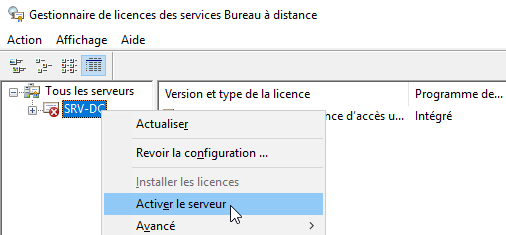 Gestionnaire de licences des services Bureau à distance
Action Affichage Aide
Tous les serveurs
SRV-DC
Version et type de la licence
Programme de...
d'accès u...
Intégré
Actualiser
Revoir la configuration ...
Installer les licences
Activer le serveur
Avancé